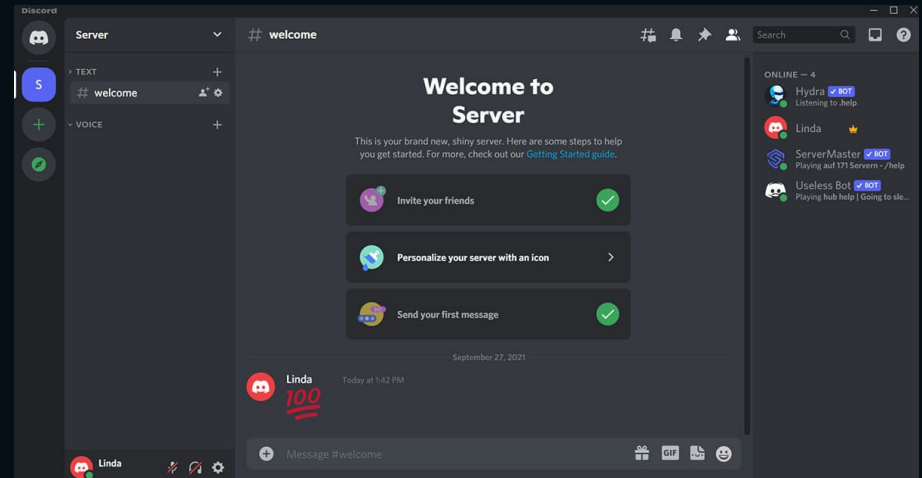 Discord
Server
welcome
Search
TEXT
welcome
VOICE
S
Welcome to
Server
This is your brand new, shiny server. Here are some steps to help
you get started. For more, check out our Getting Started guide.
Invite your friends
Personalize your server with an icon
Send your first message
September 27, 2021
Linda Today at 1:42 PM
100
Message #welcome
GIF
Linda
ONLINE — 4
Hydra ✓ BOT
Listening to .help
Linda
ServerMaster ✓ BOT
Playing auf 171 Servern - /help
Useless Bot ✓ BOT
Playing hub help | Going to sle...